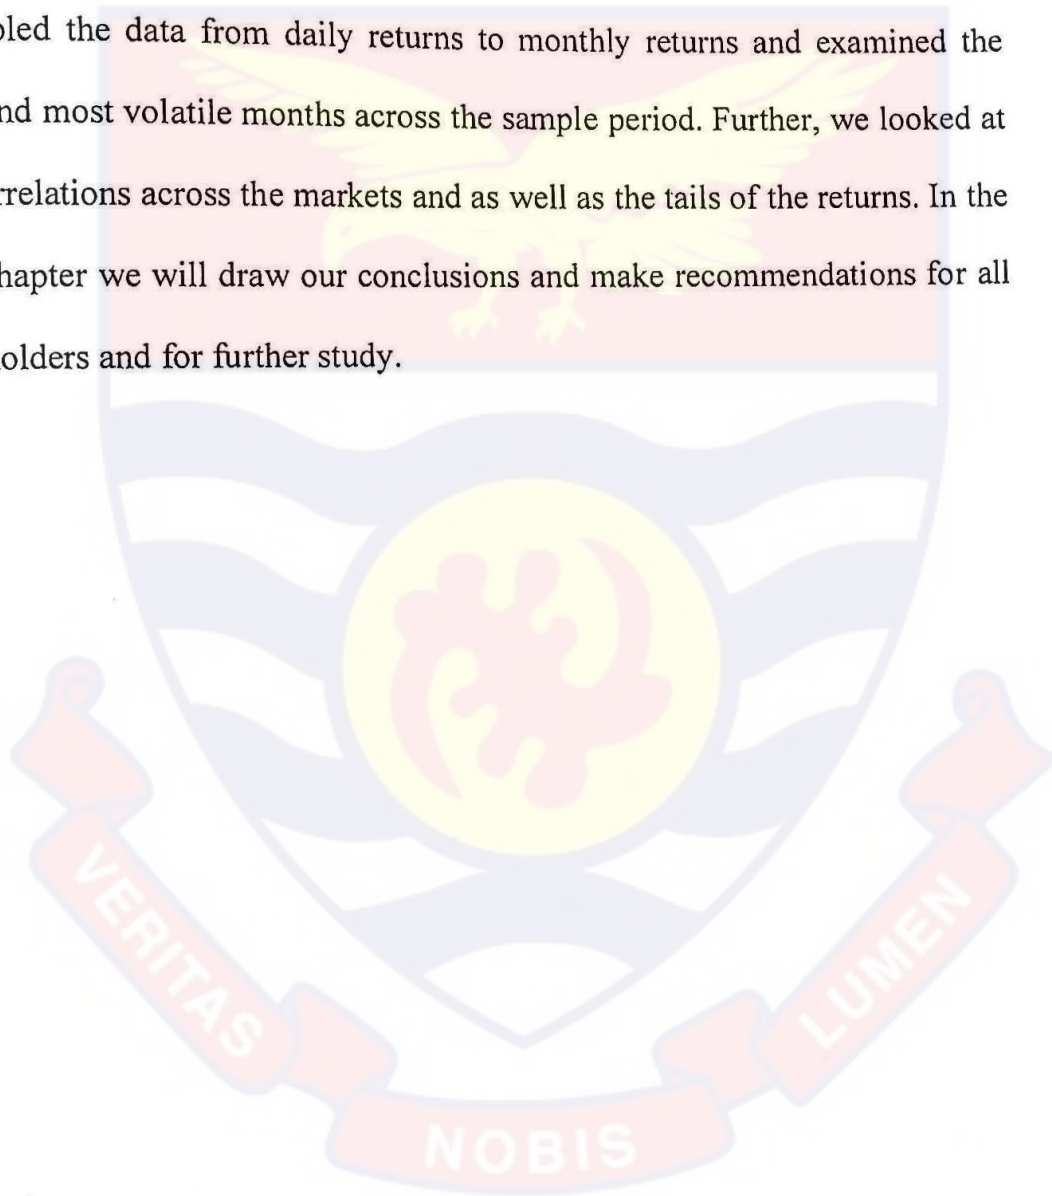 pled the data from daily returns to monthly returns and examined the
nd most volatile months across the sample period. Further, we looked at
rrelations across the markets and as well as the tails of the returns. In the
hapter we will draw our conclusions and make recommendations for all
olders and for further study.
VERITAS
NOBIS
LUMEN